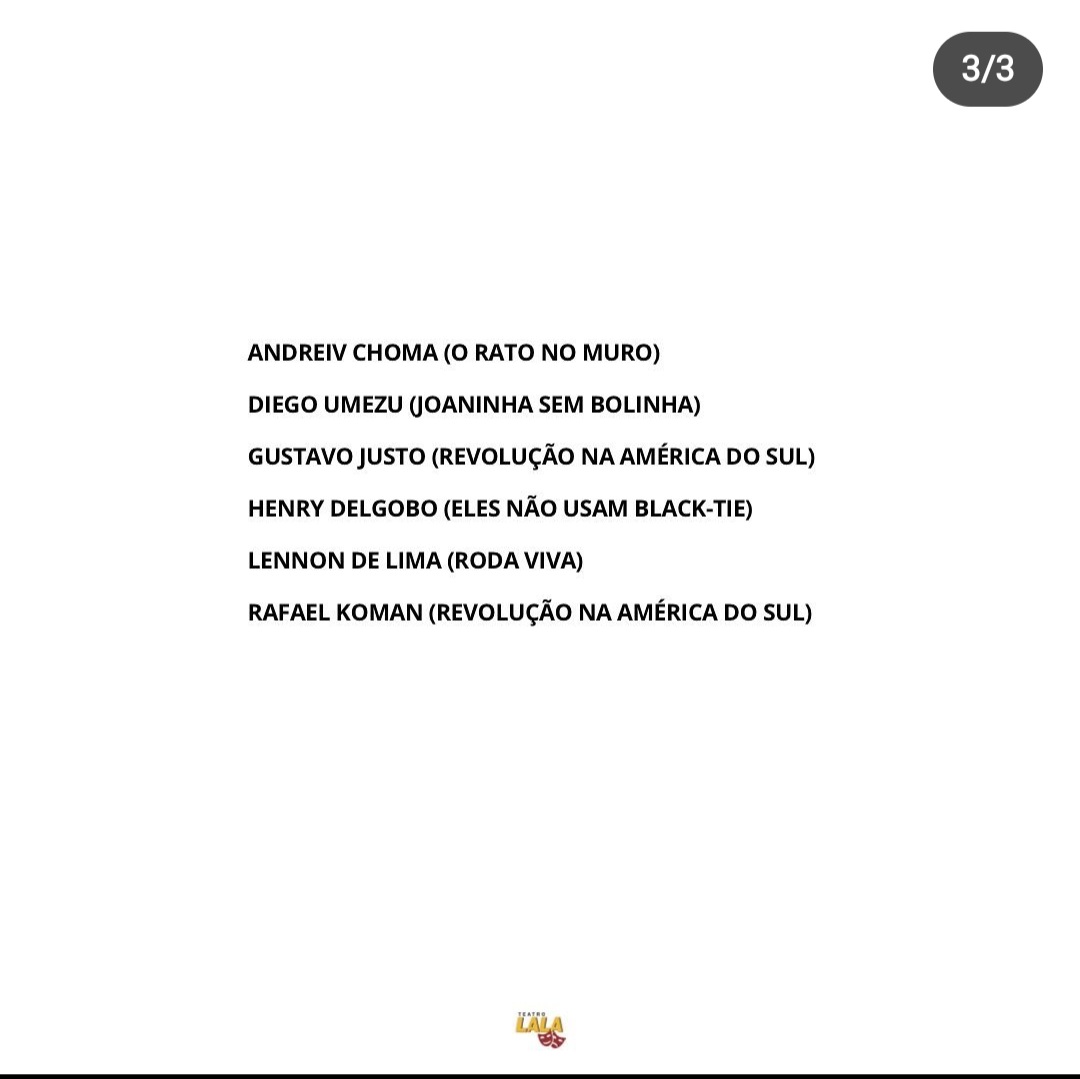 3/3
ANDREIV CHOMA (O RATO NO MURO)
DIEGO UMEZU (JOANINHA SEM BOLINHA)
GUSTAVO JUSTO (REVOLUÇÃO NA AMÉRICA DO SUL)
HENRY DELGOBO (ELES NÃO USAM BLACK-TIE)
LENNON DE LIMA (RODA VIVA)
RAFAEL KOMAN (REVOLUÇÃO NA AMÉRICA DO SUL)
TEATRO
LALA